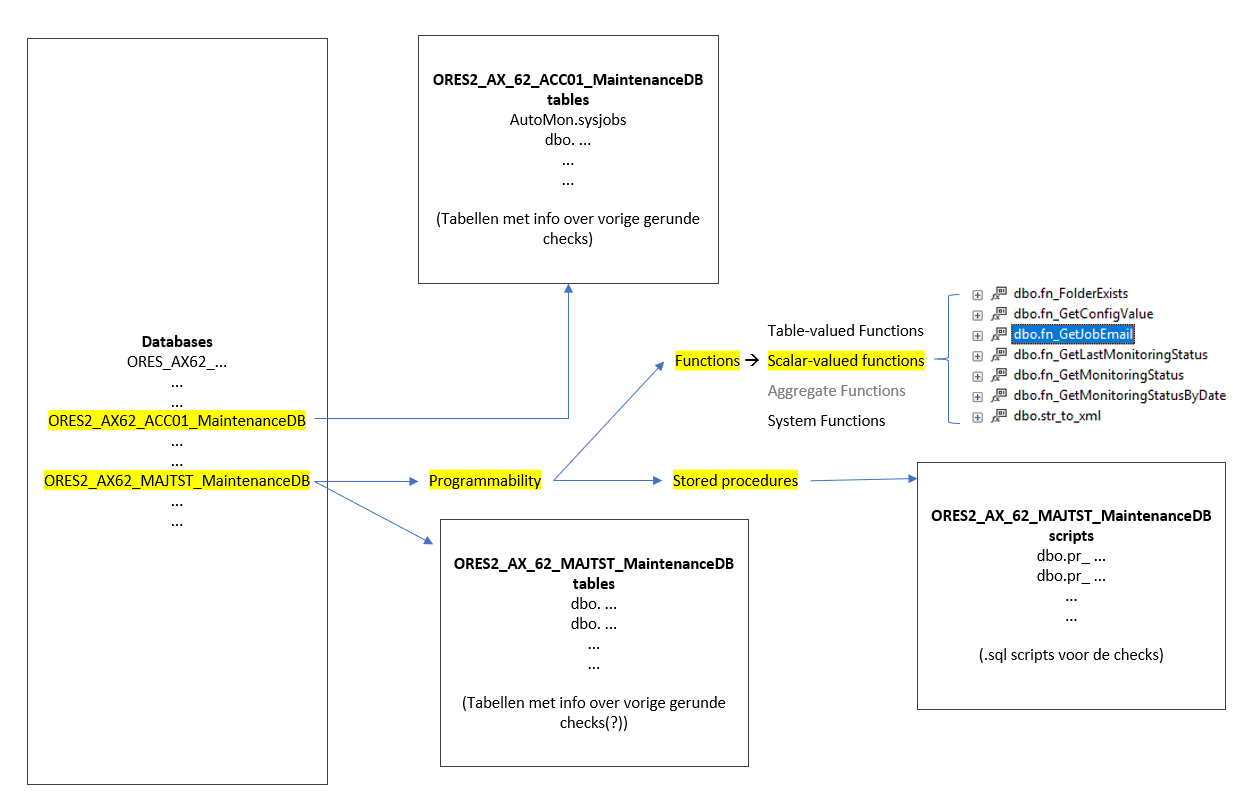 Databases
ORES_AX62_...
...
...
ORES2_AX62_ACC01_MaintenanceDB
...
...
ORES2_AX62_MAJTST_MaintenanceDB
...
...
ORES2_AX_62_ACC01_MaintenanceDB
tables
AutoMon.sysjobs
dbo. ...
...
...
(Tabellen met info over vorige gerunde
checks)
Programmability
Functions →
Table-valued Functions
Scalar-valued functions
Aggregate Functions
System Functions
dbo.fn_FolderExists
dbo.fn_GetConfigValue
dbo.fn_GetJobEmail
dbo.fn_GetLastMonitoringStatus
dbo.fn_GetMonitoringStatus
dbo.fn_GetMonitoringStatusByDate
dbo.str_to_xml
Stored procedures
ORES2_AX_62_MAJTST_MaintenanceDB
tables
dbo. ...
dbo. ...
...
...
(Tabellen met info over vorige gerunde
checks(?))
ORES2_AX_62_MAJTST_MaintenanceDB
scripts
dbo.pr_ ...
dbo.pr_ ...
...
...
(.sql scripts voor de checks)